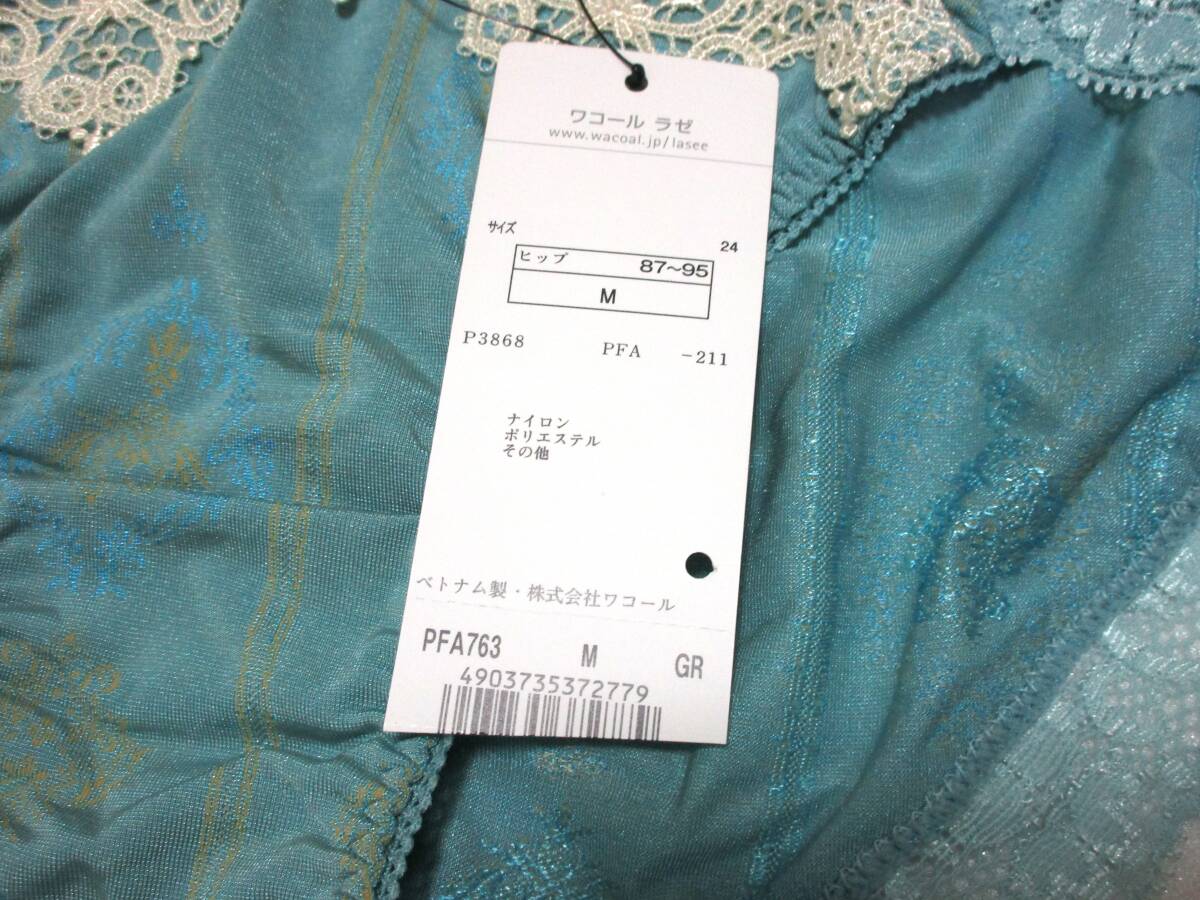 ワコール ラゼ
www.wacoal.jp/lasee
サイズ 24
ヒップ 87～95
M
P3868 PFA -211
ナイロン
ポリエステル
その他
ベトナム製・株式会社ワコール
PFA763 M GR
4903735372779